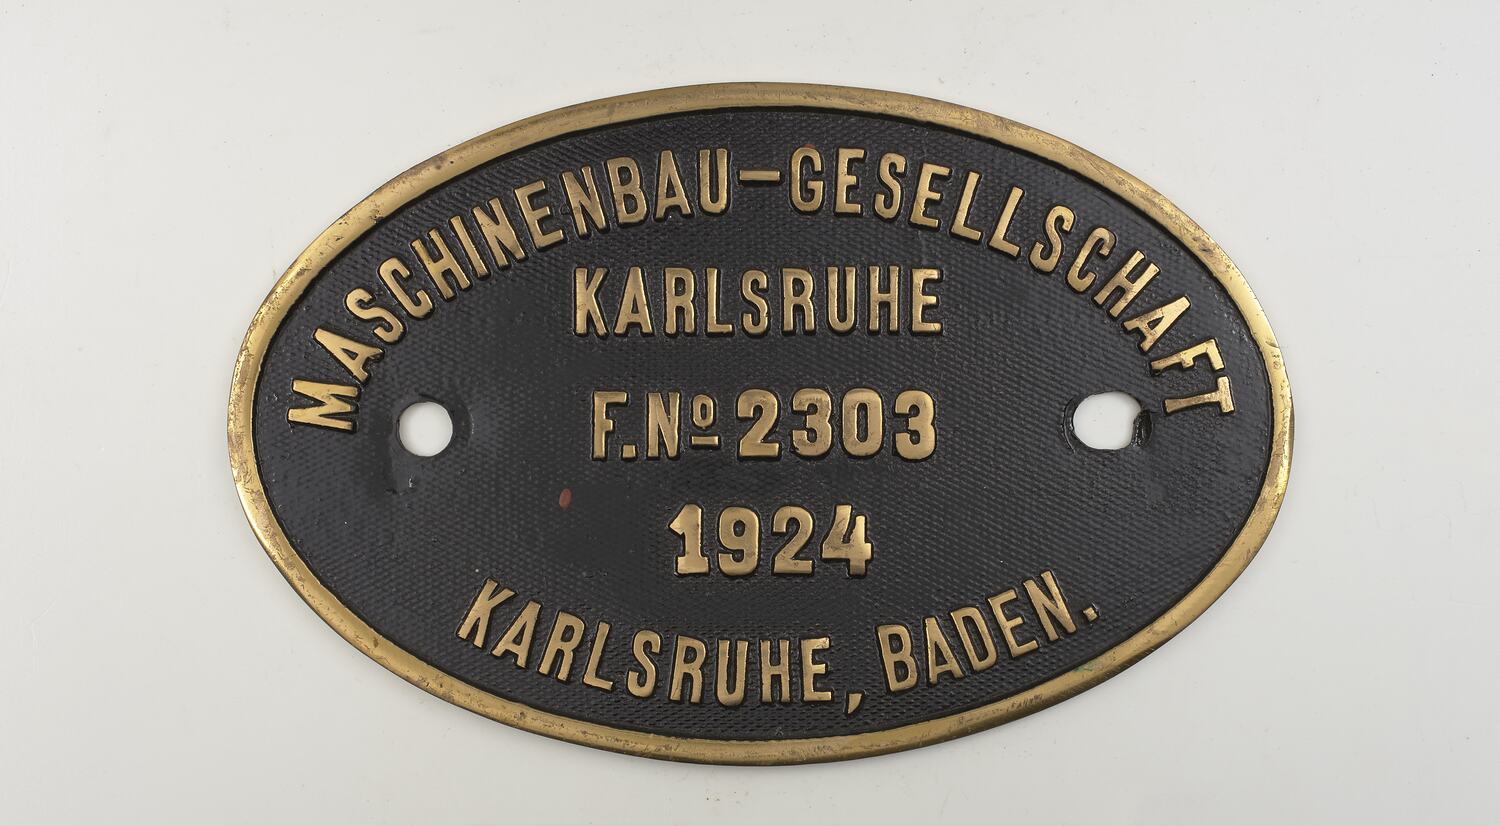 MASCHINENBAU-GESELLSCHAFT
KARLSRUHE
F. Nº 2303
1924
KARLSRUHE, BADEN.